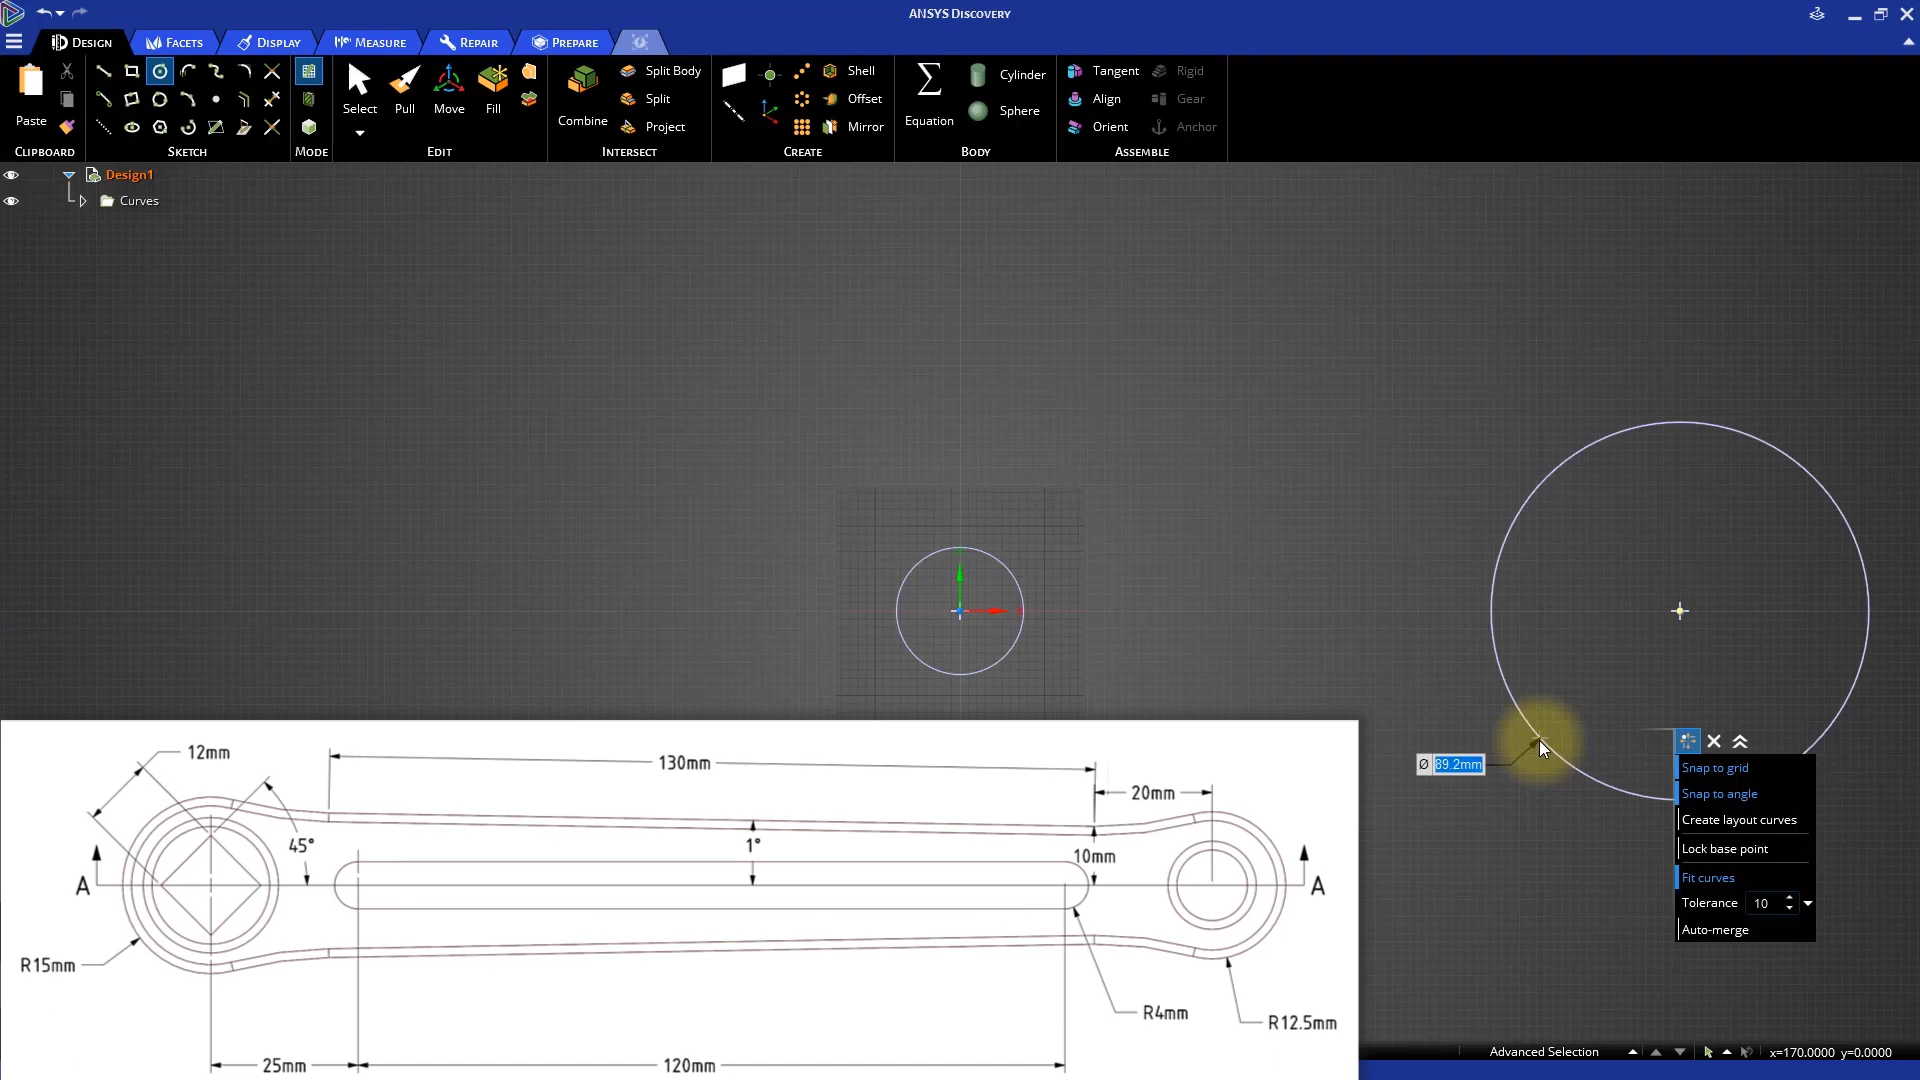 ANSYS Discovery
Design
Facets
Display
Measure
Repair
Prepare
Paste
Clipboard
Sketch
Mode
Select
Pull
Move
Fill
Edit
Combine
Split Body
Split
Project
Intersect
Shell
Offset
Mirror
Create
Equation
Cylinder
Sphere
Body
Tangent
Align
Orient
Rigid
Gear
Anchor
Assemble
Design1
Curves
Ø 89.2mm
Snap to grid
Snap to angle
Create layout curves
Lock base point
Fit curves
Tolerance 10
Auto-merge
12mm
130mm
20mm
45°
1°
10mm
A
A
R15mm
R4mm
R12.5mm
25mm
120mm
Advanced Selection
x=170.0000 y=0.0000